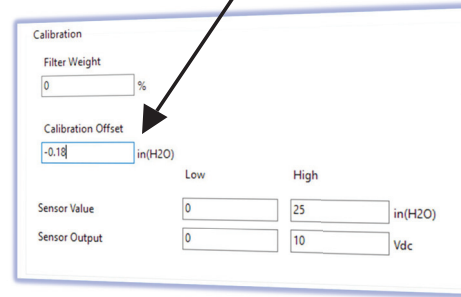 Calibration
Filter Weight
0 %
Calibration Offset
-0.18 in(H2O)
Low High
Sensor Value 0 25 in(H2O)
Sensor Output 0 10 Vdc